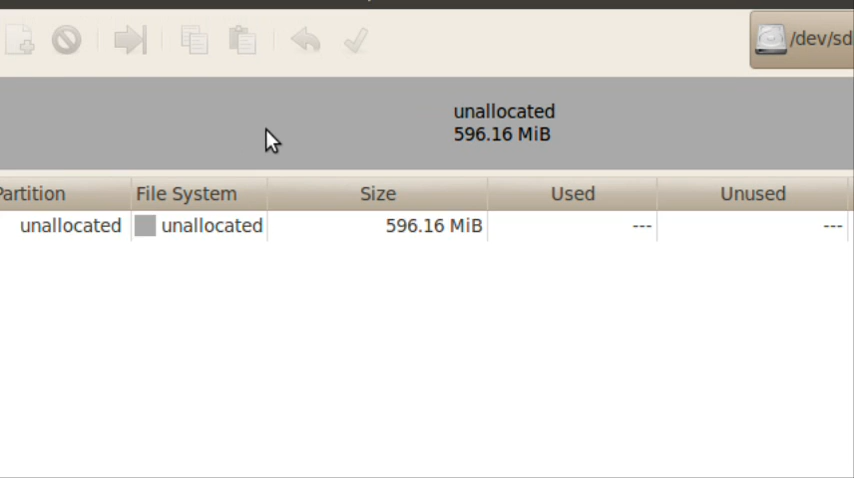 /dev/sd
unallocated
596.16 MiB
Partition File System Size Used Unused
unallocated unallocated 596.16 MiB --- ---